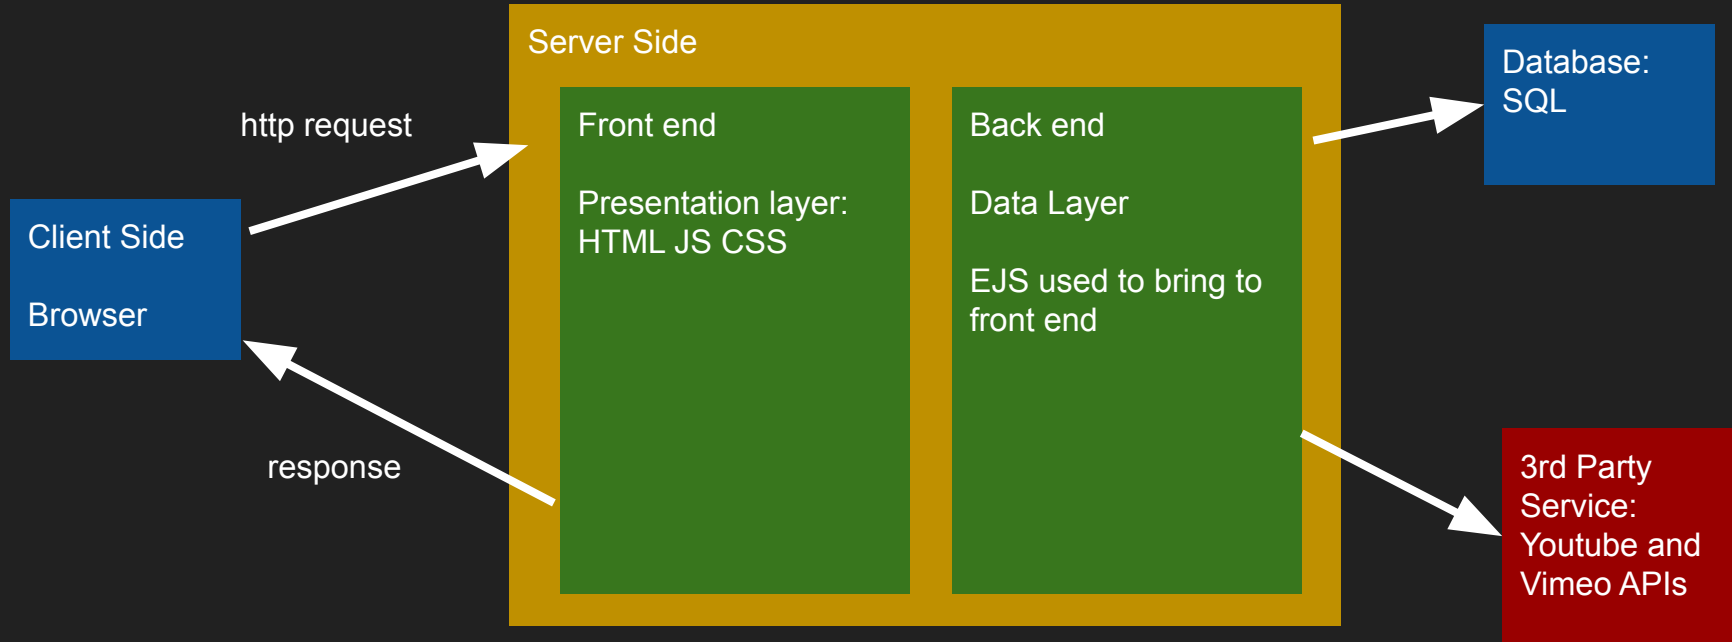 Server Side
http request
Client Side
Browser
response
Front end
Presentation layer:
HTML JS CSS
Back end
Data Layer
EJS used to bring to
front end
Database:
SQL
3rd Party
Service:
Youtube and
Vimeo APIs